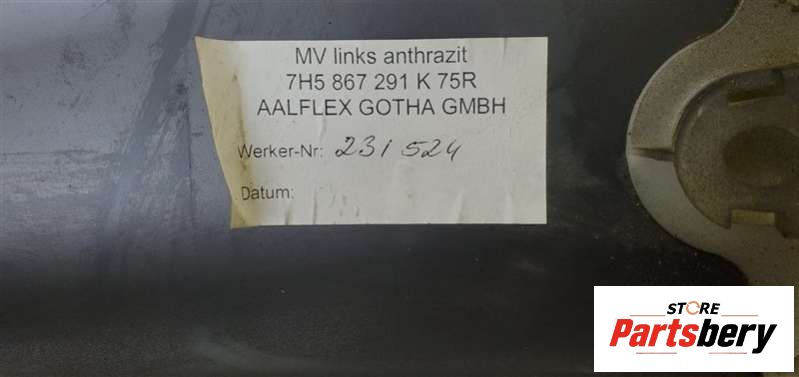 MV links anthrazit
7H5 867 291 K 75R
AALFLEX GOTHA GMBH
Werker-Nr: 231 524
Datum:
STORE
Partsbery